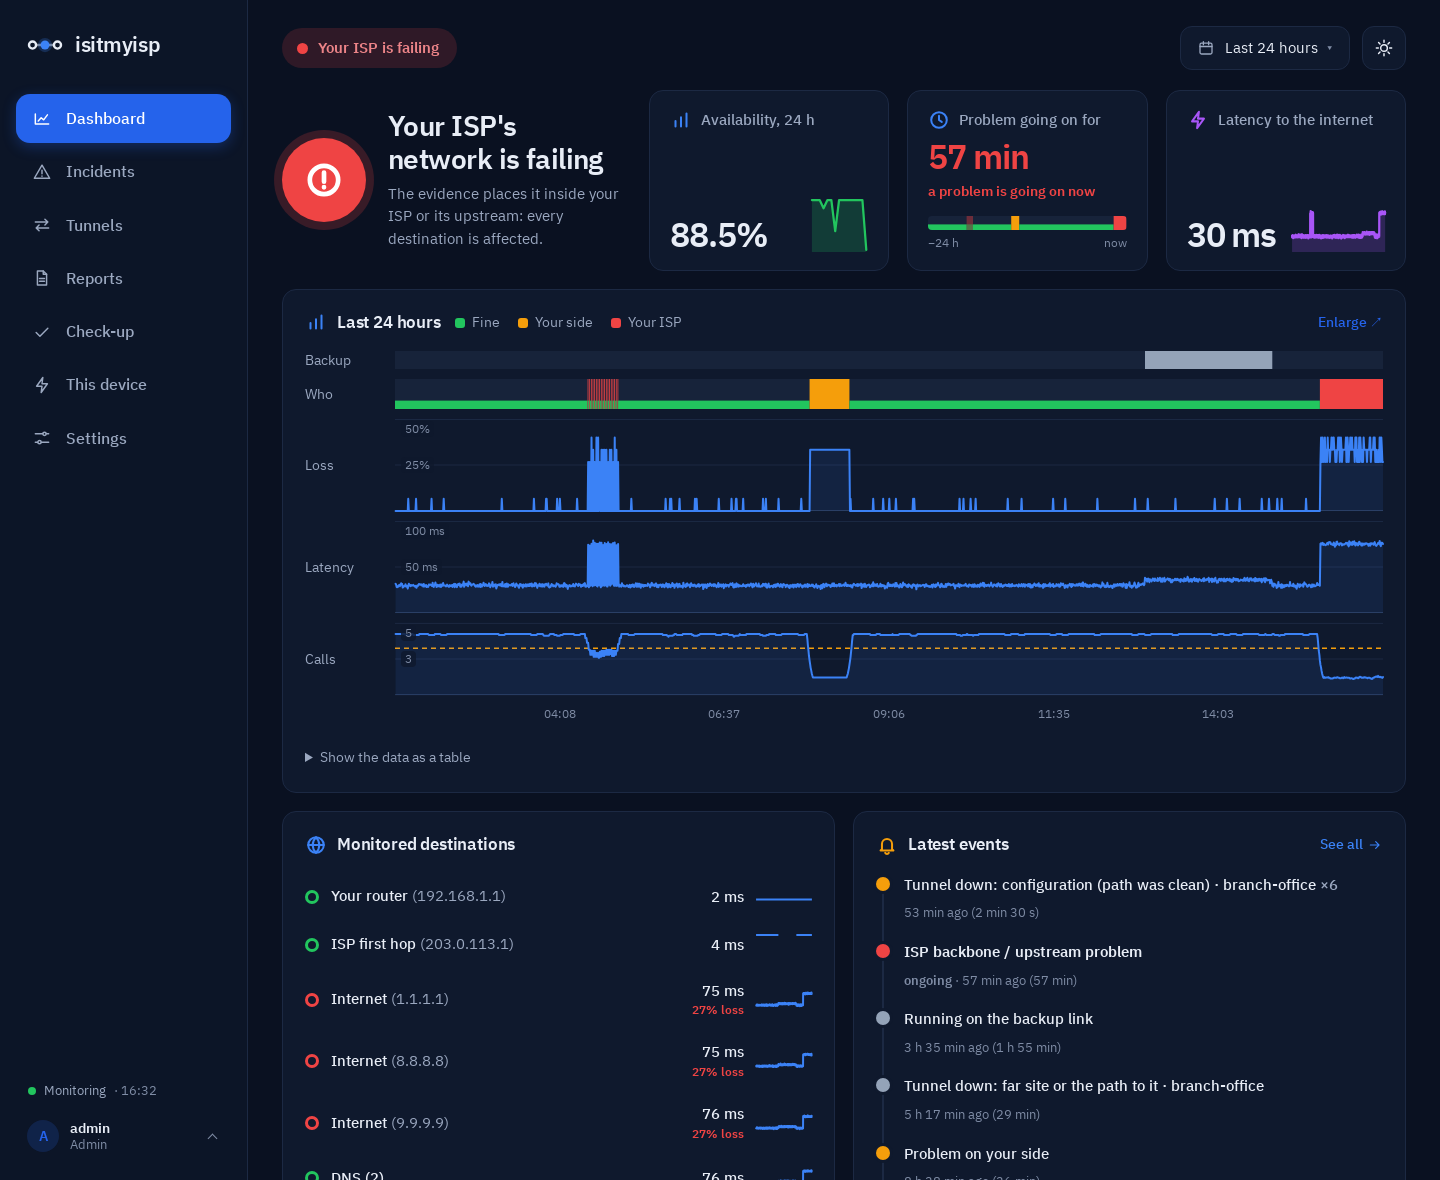 isitmyisp
Dashboard
Incidents
Tunnels
Reports
Check-up
This device
Settings
Monitoring · 16:32
A
admin
Admin
Your ISP is failing
Last 24 hours
Your ISP's
network is failing
The evidence places it inside your
ISP or its upstream: every
destination is affected.
Availability, 24 h
88.5%
Problem going on for
57 min
a problem is going on now
−24 h now
Latency to the internet
30 ms
Last 24 hours Fine Your side Your ISP
Enlarge ↗
Backup
Who
Loss
50%
25%
Latency
100 ms
50 ms
Calls
5
3
04:08 06:37 09:06 11:35 14:03
Show the data as a table
Monitored destinations
Your router (192.168.1.1) 2 ms
ISP first hop (203.0.113.1) 4 ms
Internet (1.1.1.1) 75 ms
27% loss
Internet (8.8.8.8) 75 ms
27% loss
Internet (9.9.9.9) 76 ms
27% loss
DNS (2) 76 ms
Latest events
See all →
Tunnel down: configuration (path was clean) · branch-office ×6
53 min ago (2 min 30 s)
ISP backbone / upstream problem
ongoing · 57 min ago (57 min)
Running on the backup link
3 h 35 min ago (1 h 55 min)
Tunnel down: far site or the path to it · branch-office
5 h 17 min ago (29 min)
Problem on your side